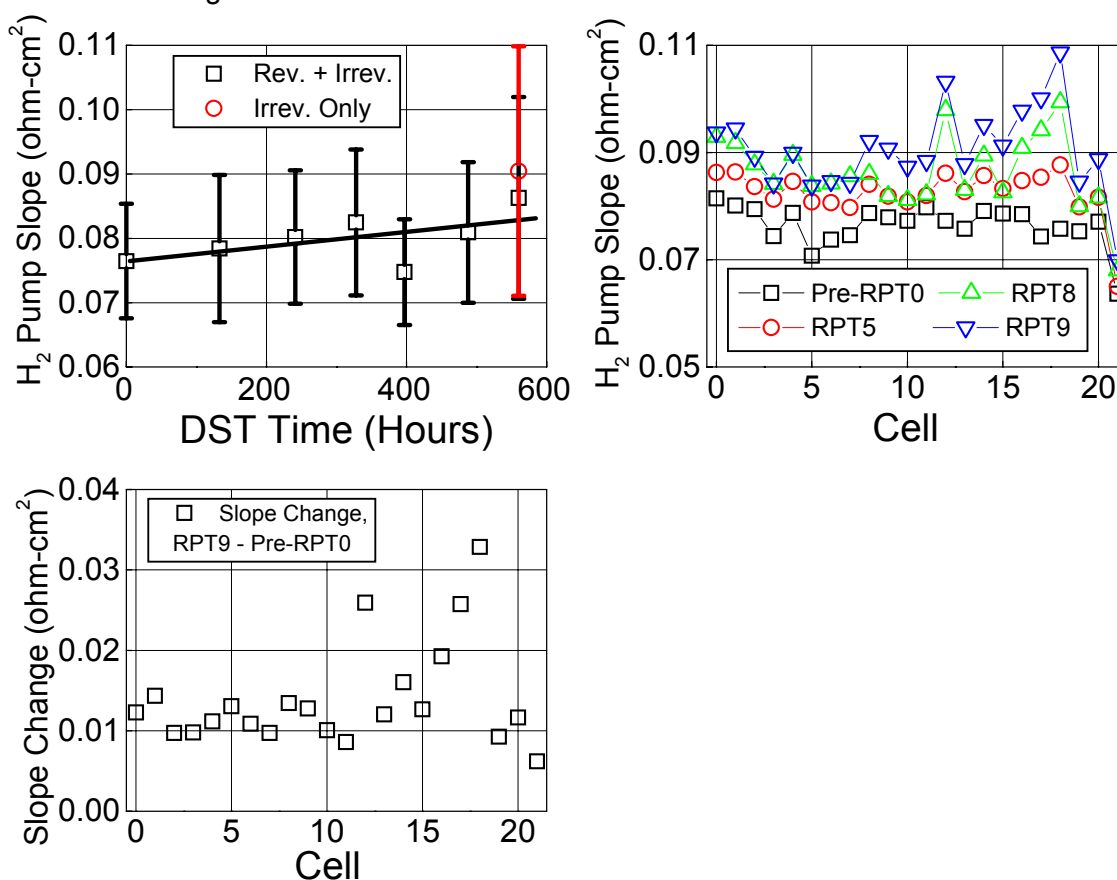 g
H₂ Pump Slope (ohm-cm²)
0.11
0.10
0.09
0.08
0.07
0.06
Rev. + Irrev.
Irrev. Only
0
200
400
600
DST Time (Hours)
H₂ Pump Slope (ohm-cm²)
0.11
0.09
0.07
0.05
Pre-RPT0
RPT8
RPT5
RPT9
0
5
10
15
20
Cell
Slope Change (ohm-cm²)
0.04
0.03
0.02
0.01
0.00
Slope Change,
RPT9 - Pre-RPT0
0
5
10
15
20
Cell